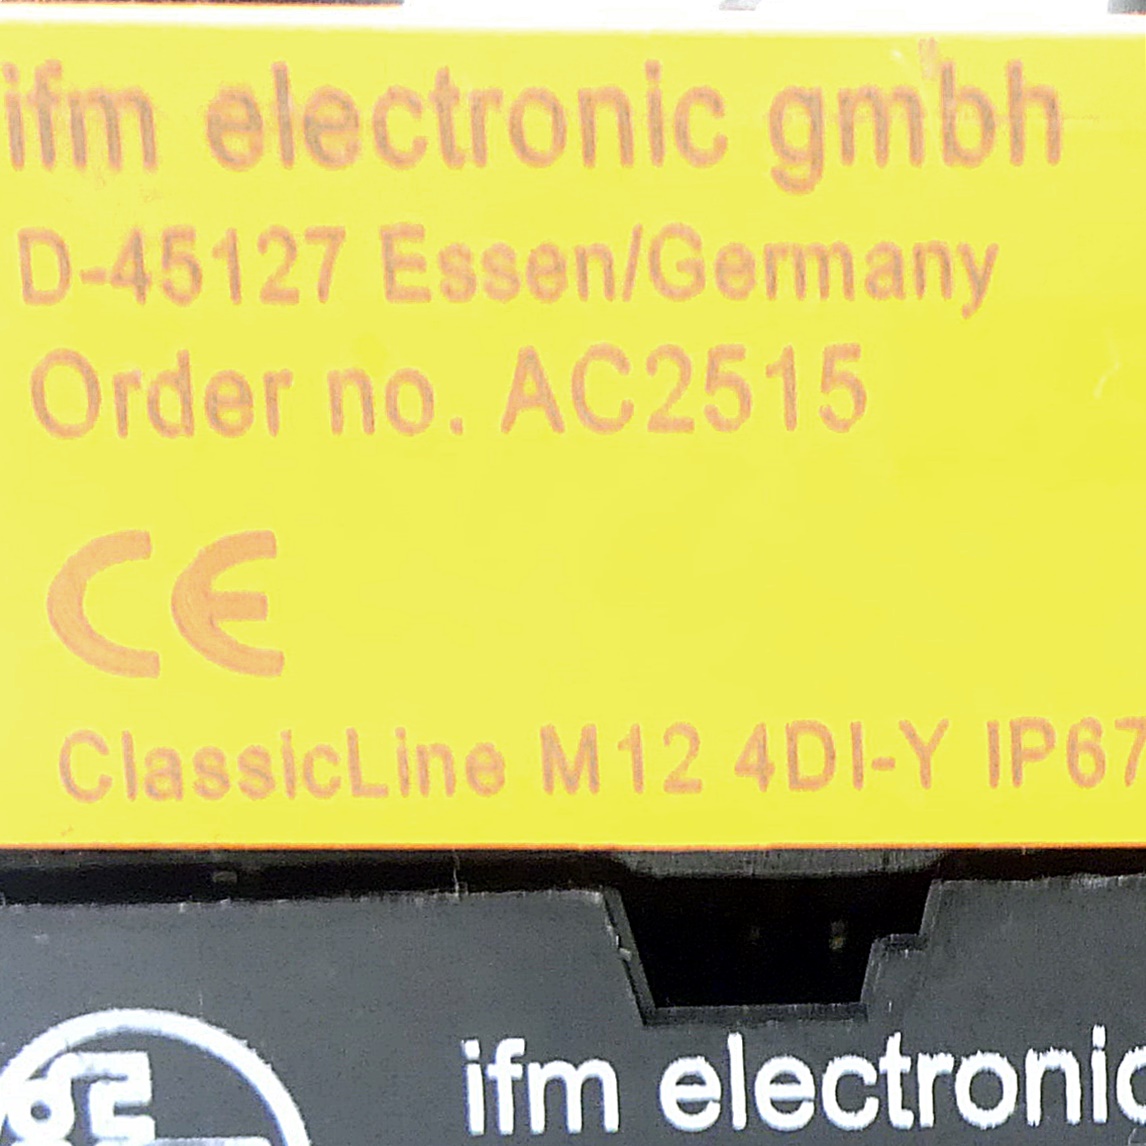 ifm electronic gmbh
D-45127 Essen/Germany
Order no. AC2515
CE
ClassicLine M12 4DI-Y IP67
ifm electronic